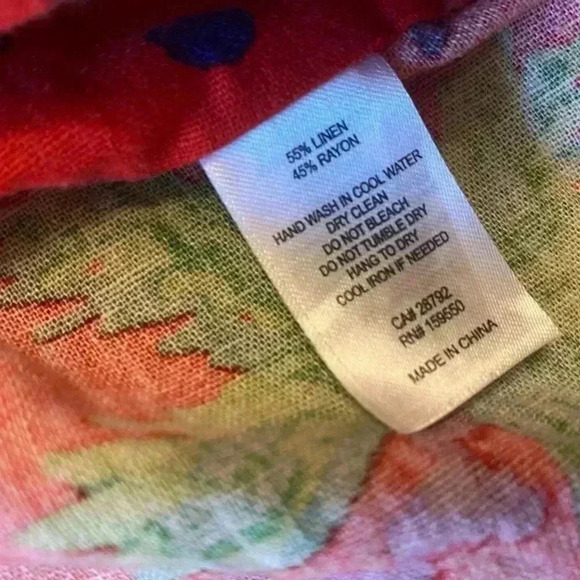 55% LINEN
45% RAYON
HAND WASH IN COOL WATER
DRY CLEAN
DO NOT BLEACH
DO NOT TUMBLE DRY
HANG TO DRY
COOL IRON IF NEEDED
CA# 28792
RN# 159550
MADE IN CHINA